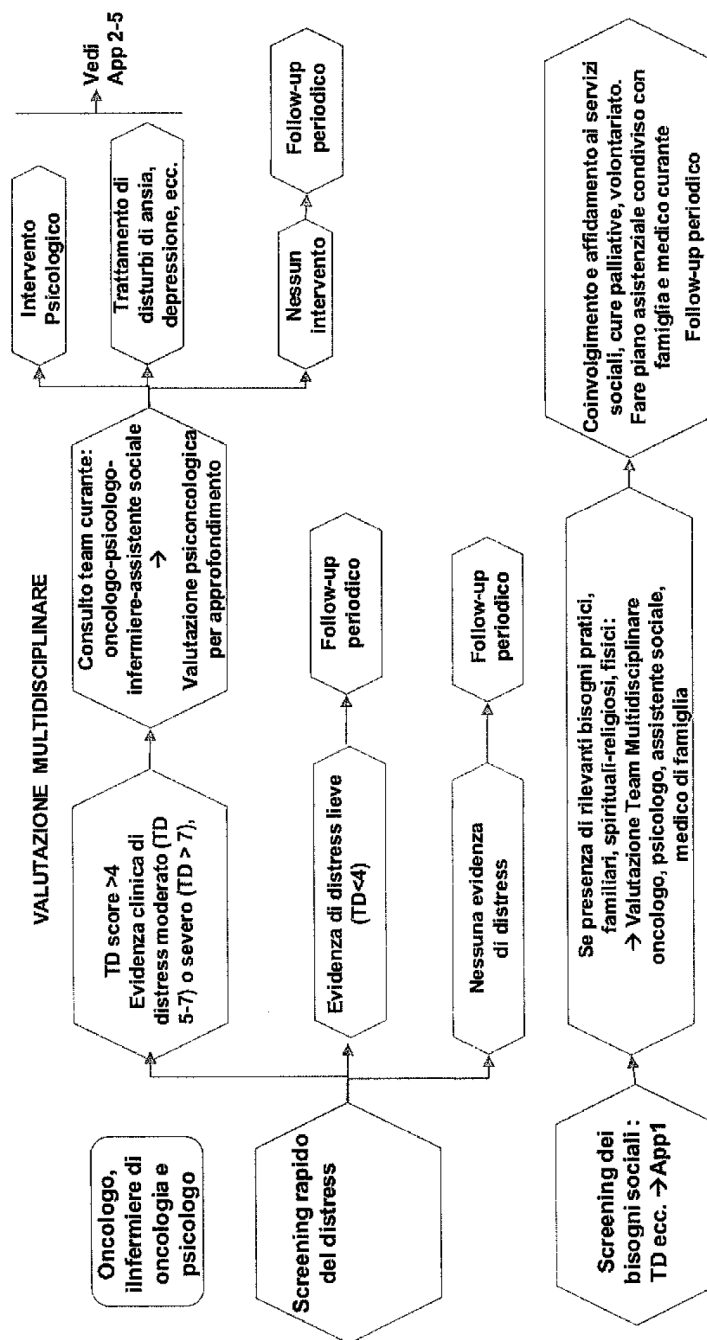 VALUTAZIONE MULTIDISCIPLINARE
Oncologo,
iInfermiere di
oncologia e
psicologo
Screening rapido
del distress
TD score >4
Evidenza clinica di
distress moderato (TD
5-7) o severo (TD > 7),
Consulto team curante:
oncologo-psicologo-
infermiere-assistente sociale
→
Valutazione psiconcologica
per approfondimento
Intervento
Psicologico
Trattamento di
disturbi di ansia,
depressione, ecc.
Vedi
App 2-5
Nessun
intervento
Follow-up
periodico
Evidenza di distress lieve
(TD<4)
Follow-up
periodico
Nessuna evidenza
di distress
Follow-up
periodico
Screening dei
bisogni sociali :
TD ecc. →App1
Se presenza di rilevanti bisogni pratici,
familiari, spirituali-religiosi, fisici:
→ Valutazione Team Multidisciplinare
oncologo, psicologo, assistente sociale,
medico di famiglia
Coinvolgimento e affidamento ai servizi
sociali, cure palliative, volontariato.
Fare piano asistenziale condiviso con
famiglia e medico curante
Follow-up periodico